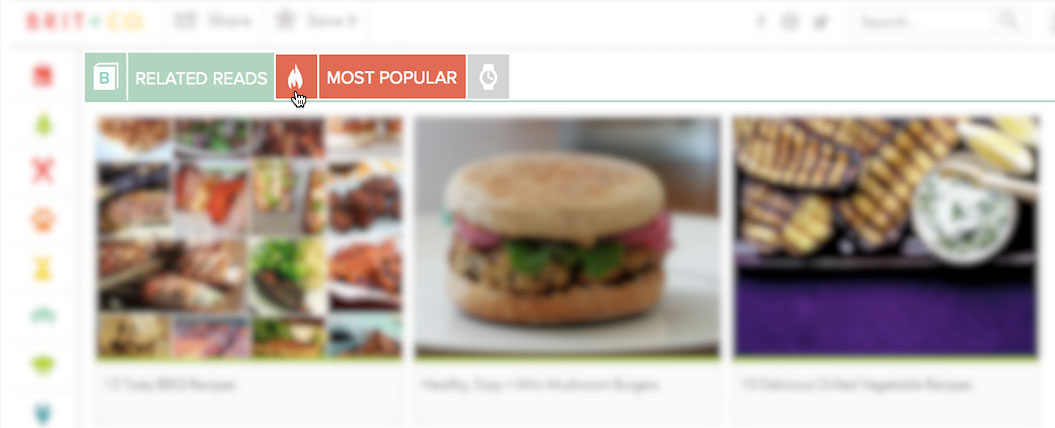 BRIT + CO.
Share
Save It
Search...
B
RELATED READS
MOST POPULAR
12 Tasty BBQ Recipes
Healthy, Easy + Mini Mushroom Burgers
10 Delicious Grilled Vegetable Recipes